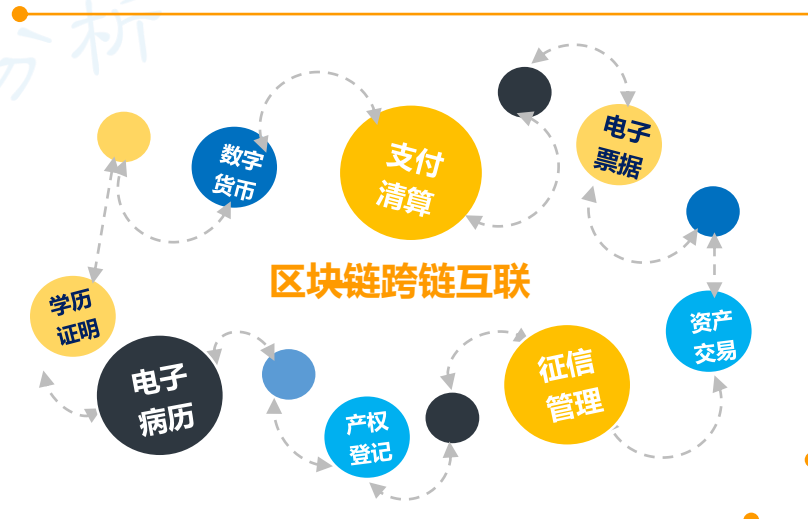 分析
数字
货币
支付
清算
电子
票据
区块链跨链互联
学历
证明
资产
交易
电子
病历
征信
管理
产权
登记